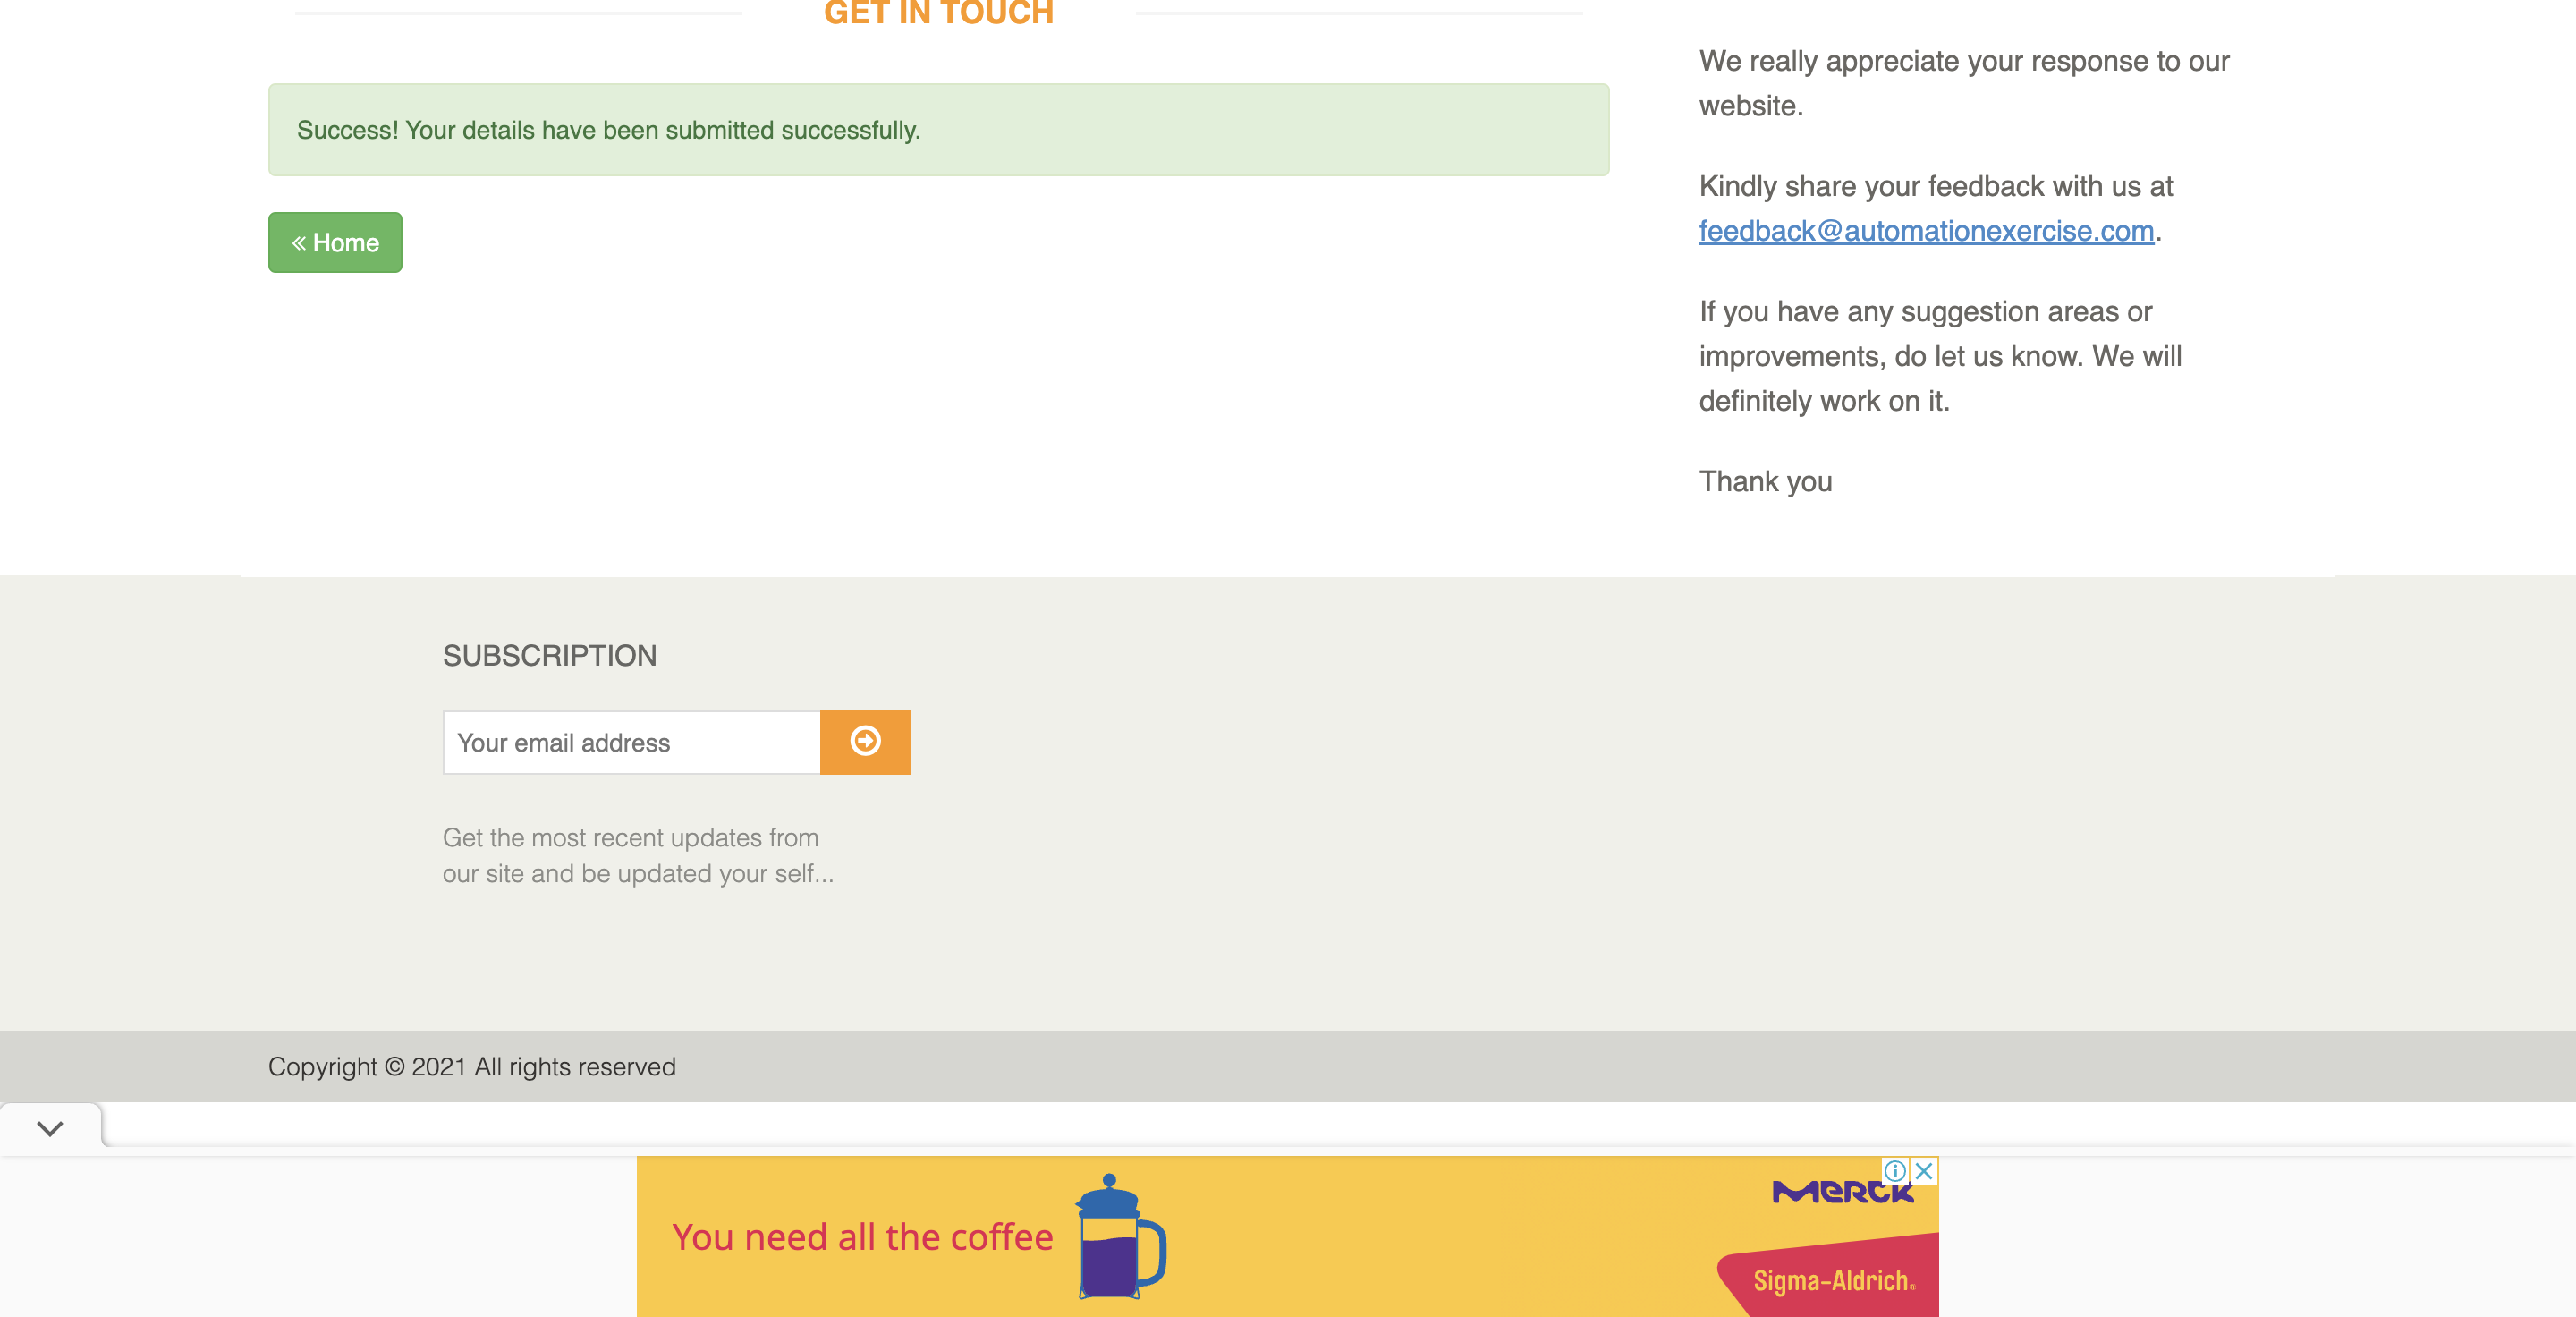 GET IN TOUCH
Success! Your details have been submitted successfully.
« Home
We really appreciate your response to our
website.
Kindly share your feedback with us at
feedback@automationexercise.com.
If you have any suggestion areas or
improvements, do let us know. We will
definitely work on it.
Thank you
SUBSCRIPTION
Your email address
Get the most recent updates from
our site and be updated your self...
Copyright © 2021 All rights reserved
You need all the coffee
Merck
Sigma-Aldrich®